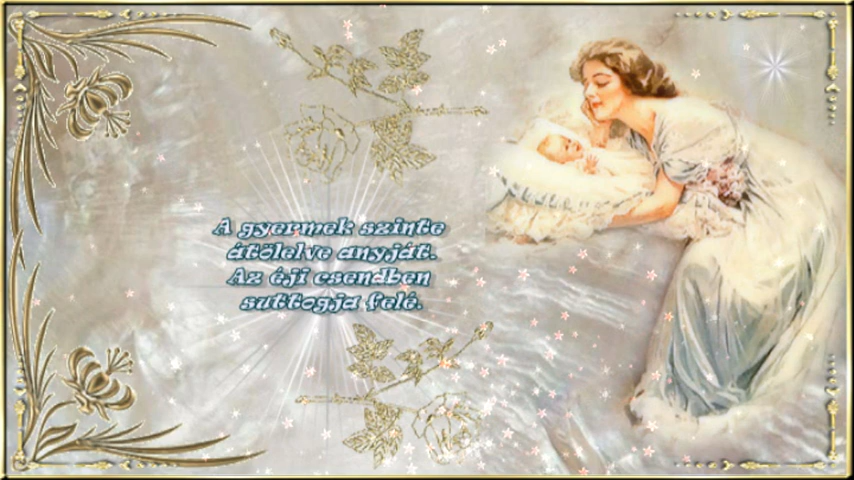 A gyermek szinte
átölelve anyját.
Az éji csendben
suttogja felé.